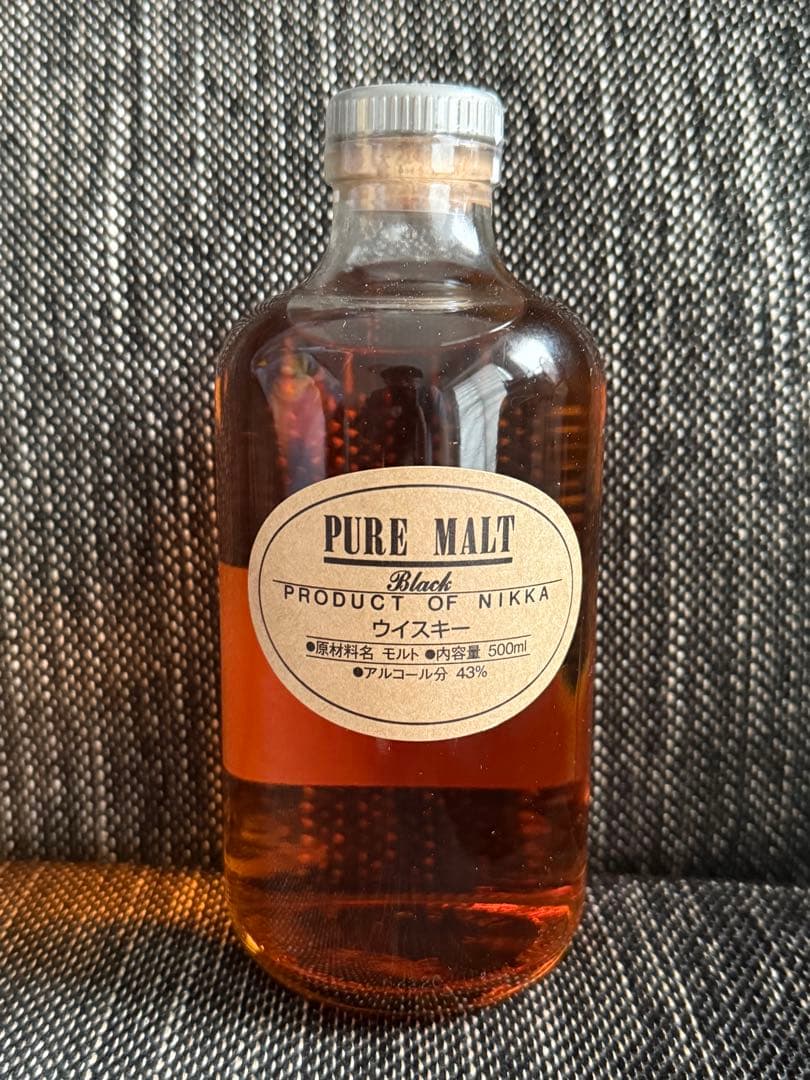 PURE MALT
Black
PRODUCT OF NIKKA
ウイスキー
●原材料名 モルト ●内容量 500ml
●アルコール分 43%